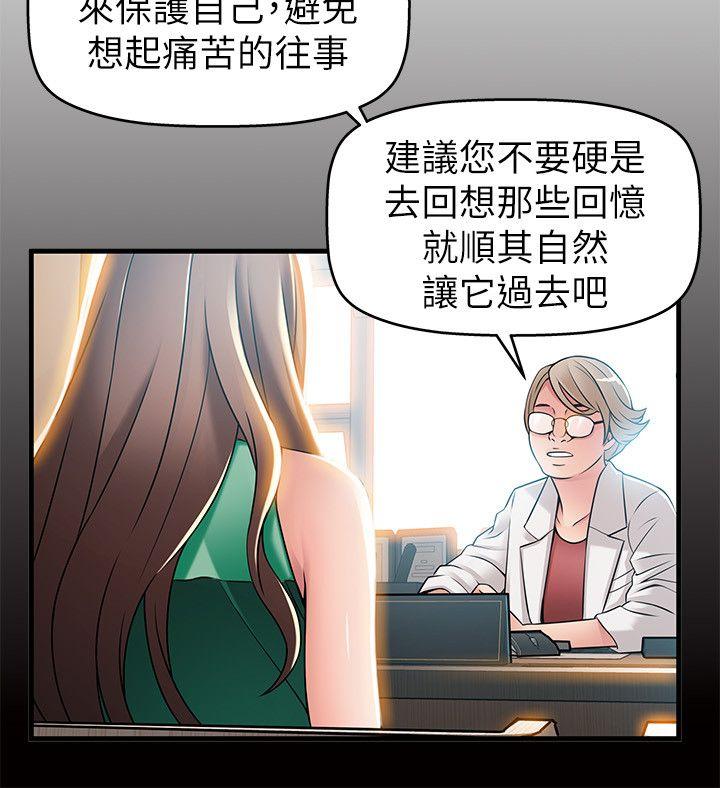 來保護自己，避免
想起痛苦的往事
建議您不要硬是
去回想那些回憶
就順其自然
讓它過去吧